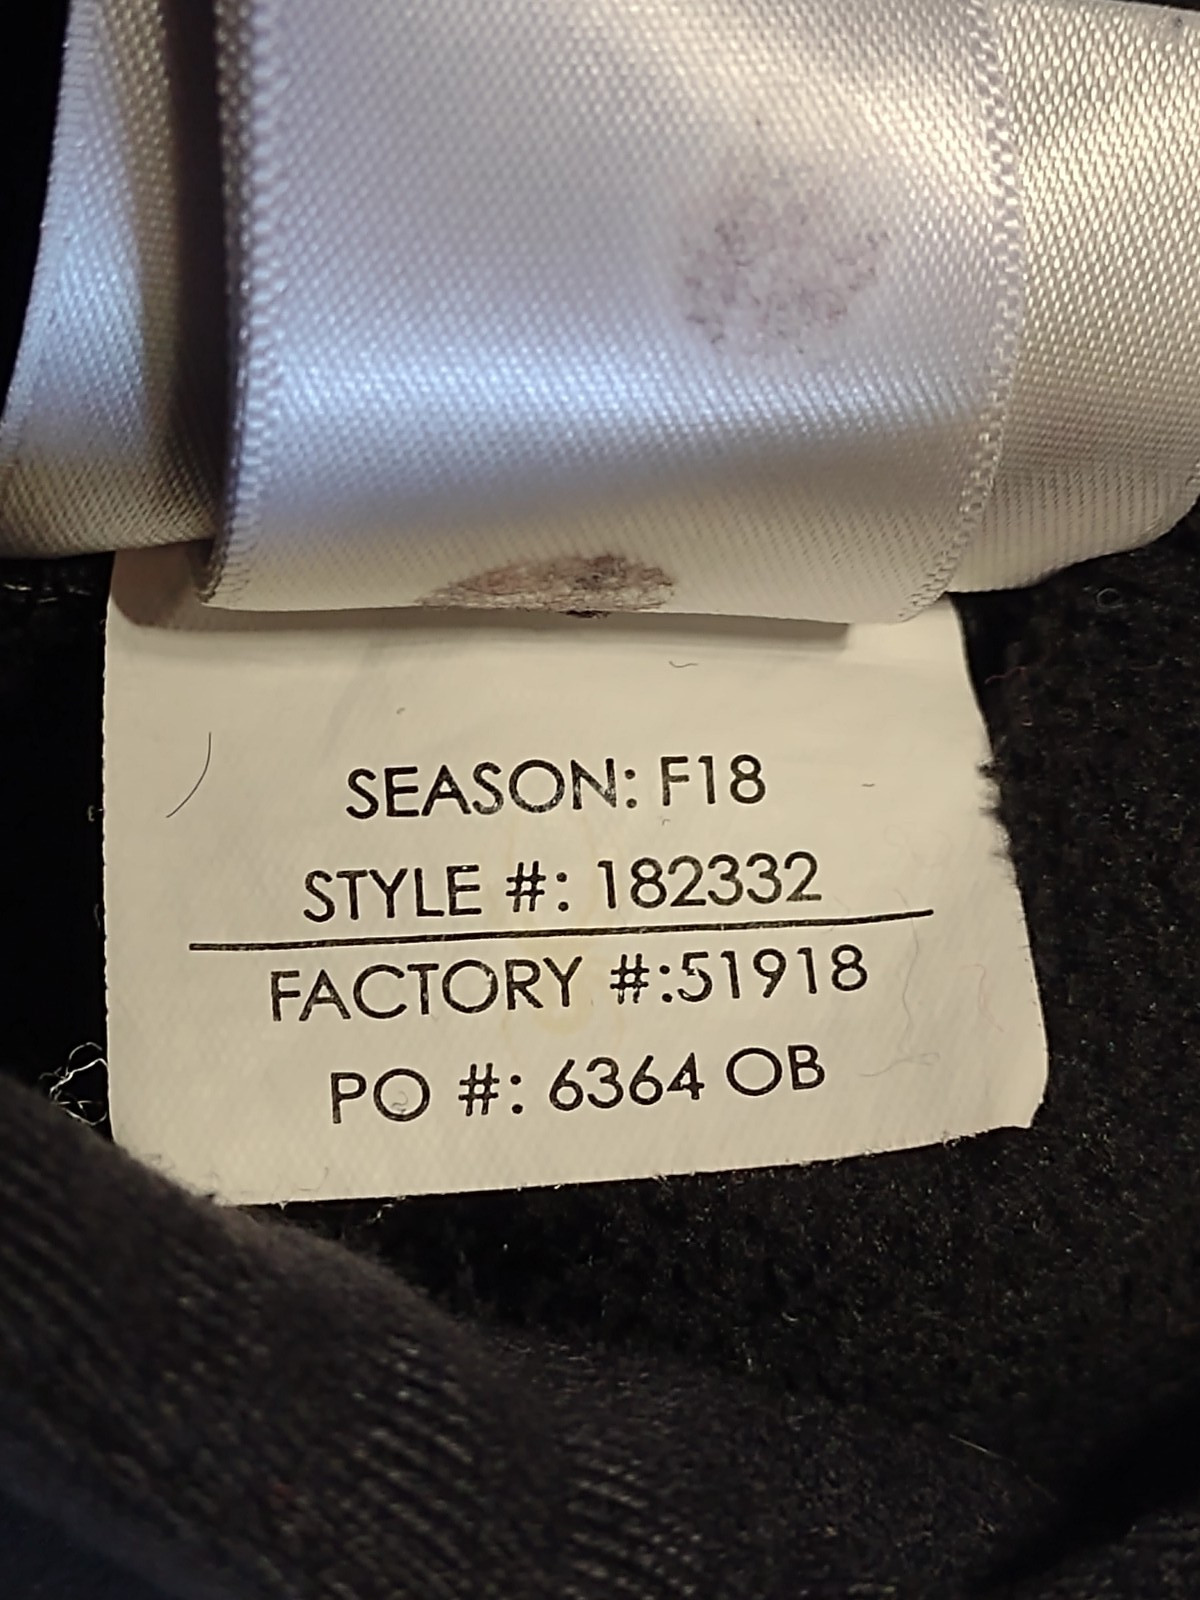 SEASON: F18
STYLE #: 182332
FACTORY #:51918
PO #: 6364 OB